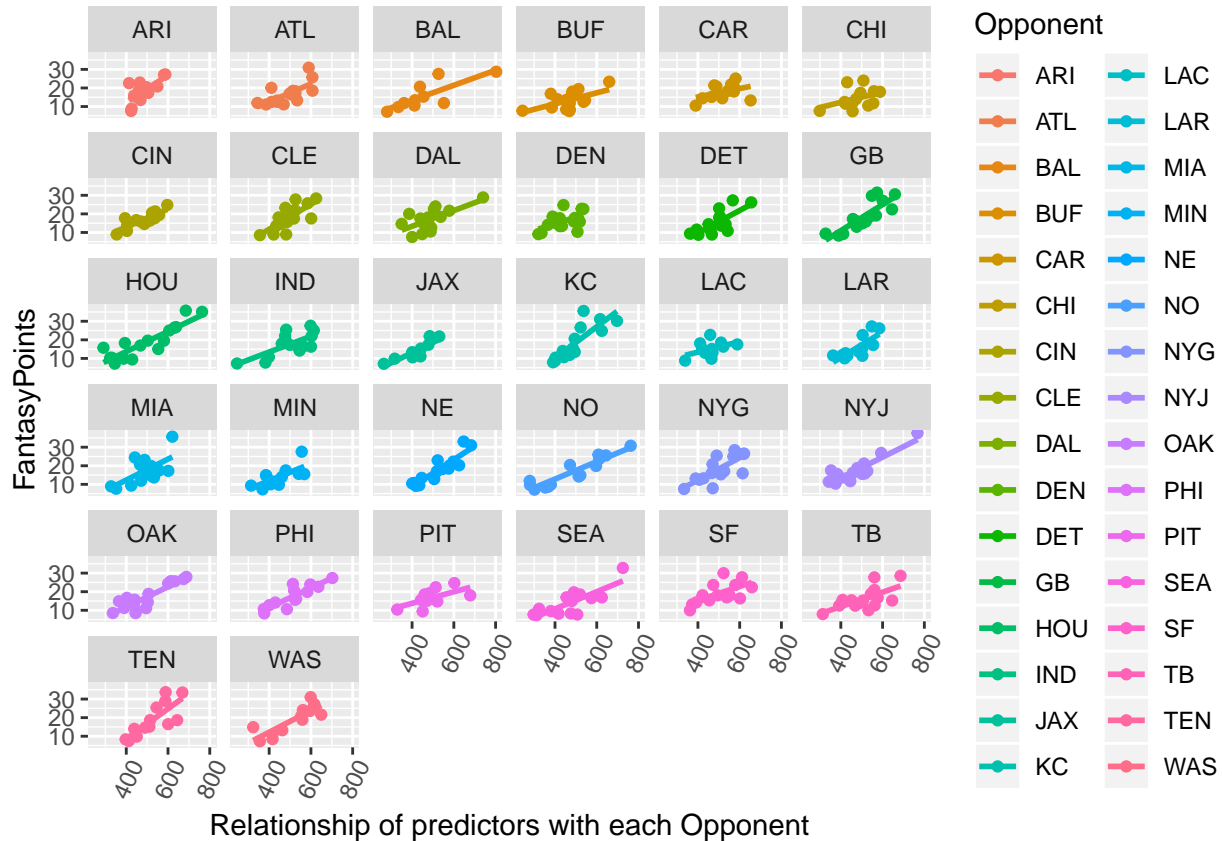 ARI ATL BAL BUF CAR CHI
30
20
10
CIN CLE DAL DEN DET GB
30
20
10
HOU IND JAX KC LAC LAR
30
20
10
MIA MIN NE NO NYG NYJ
30
20
10
OAK PHI PIT SEA SF TB
30
20
10
400 600 800 400 600 800 400 600 800 400 600 800
TEN WAS
30
20
10
400 600 800 400 600 800
FantasyPoints
Relationship of predictors with each Opponent
Opponent
ARI LAC
ATL LAR
BAL MIA
BUF MIN
CAR NE
CHI NO
CIN NYG
CLE NYJ
DAL OAK
DEN PHI
DET PIT
GB SEA
HOU SF
IND TB
JAX TEN
KC WAS